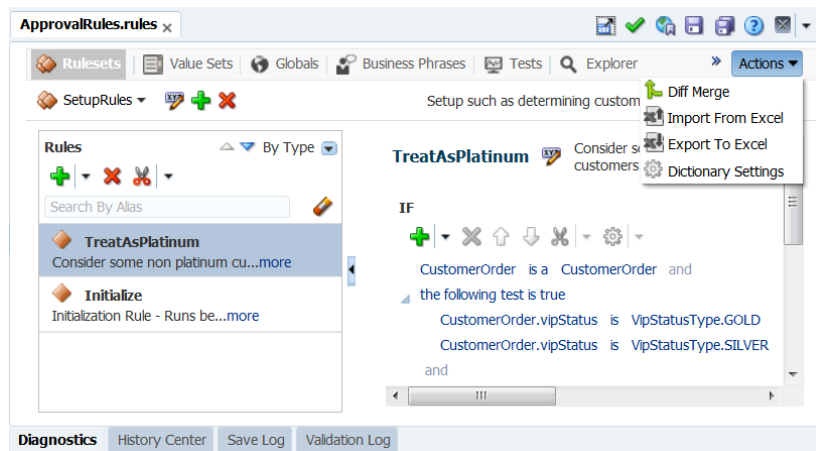 ApprovalRules.rules x
Rulesets Value Sets Globals Business Phrases Tests Explorer » Actions
Diff Merge
Import From Excel
Export To Excel
Dictionary Settings
SetupRules Setup such as determining custom
Rules By Type
Search By Alias
TreatAsPlatinum
Consider some non platinum cu...more
Initialize
Initialization Rule - Runs be...more
TreatAsPlatinum Consider
customers
IF
CustomerOrder is a CustomerOrder and
the following test is true
CustomerOrder.vipStatus is VipStatusType.GOLD
CustomerOrder.vipStatus is VipStatusType.SILVER
and
Diagnostics History Center Save Log Validation Log